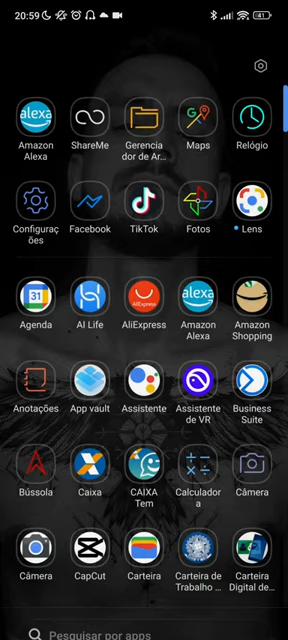 20:59 41
Amazon Alexa ShareMe Gerencia Maps Relógio
dor de Ar...
Configuraç Facebook TikTok Fotos Lens
ões
Agenda AI Life AliExpress Amazon Alexa Amazon Shopping
Anotações App vault Assistente Assistente de VR Business Suite
Bússola Caixa CAIXA Tem Calculador Câmera
a
Câmera CapCut Carteira Carteira de Trabalho ... Carteira Digital de...
Pesquisar por apps